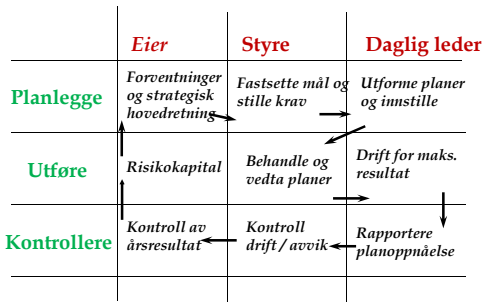 Eier Styre Daglig leder
Planlegge
Forventninger
og strategisk
hovedretning
Fastsette mål og
stille krav
Utforme planer
og innstille
Utføre
Risikokapital
Behandle og
vedta planer
Drift for maks.
resultat
Kontrollere
Kontroll av
årsresultat
Kontroll
drift / avvik
Rapportere
planoppnåelse